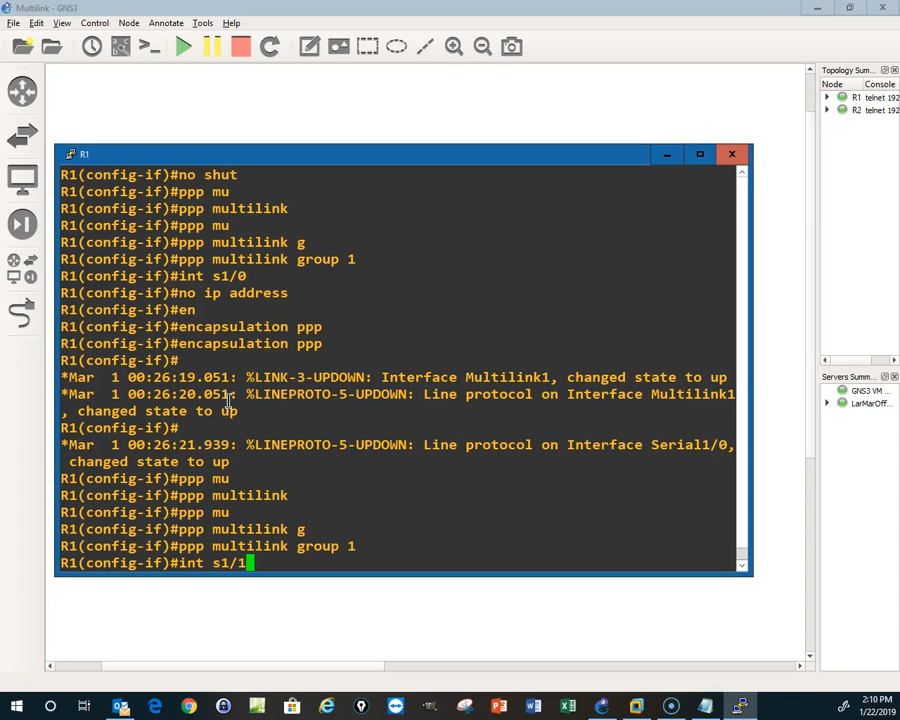 Multilink - GNS3
File Edit View Control Node Annotate Tools Help
R1
R1(config-if)#no shut
R1(config-if)#ppp mu
R1(config-if)#ppp multilink
R1(config-if)#ppp mu
R1(config-if)#ppp multilink g
R1(config-if)#ppp multilink group 1
R1(config-if)#int s1/0
R1(config-if)#no ip address
R1(config-if)#en
R1(config-if)#encapsulation ppp
R1(config-if)#encapsulation ppp
R1(config-if)#
*Mar  1 00:26:19.051: %LINK-3-UPDOWN: Interface Multilink1, changed state to up
*Mar  1 00:26:20.051: %LINEPROTO-5-UPDOWN: Line protocol on Interface Multilink1
, changed state to up
R1(config-if)#
*Mar  1 00:26:21.939: %LINEPROTO-5-UPDOWN: Line protocol on Interface Serial1/0,
 changed state to up
R1(config-if)#ppp mu
R1(config-if)#ppp multilink
R1(config-if)#ppp mu
R1(config-if)#ppp multilink g
R1(config-if)#ppp multilink group 1
R1(config-if)#int s1/1
Topology Sum...
Node Console
R1 telnet 192
R2 telnet 192
Servers Summ...
GNS3 VM
LarMarOff...
2:10 PM
1/22/2019